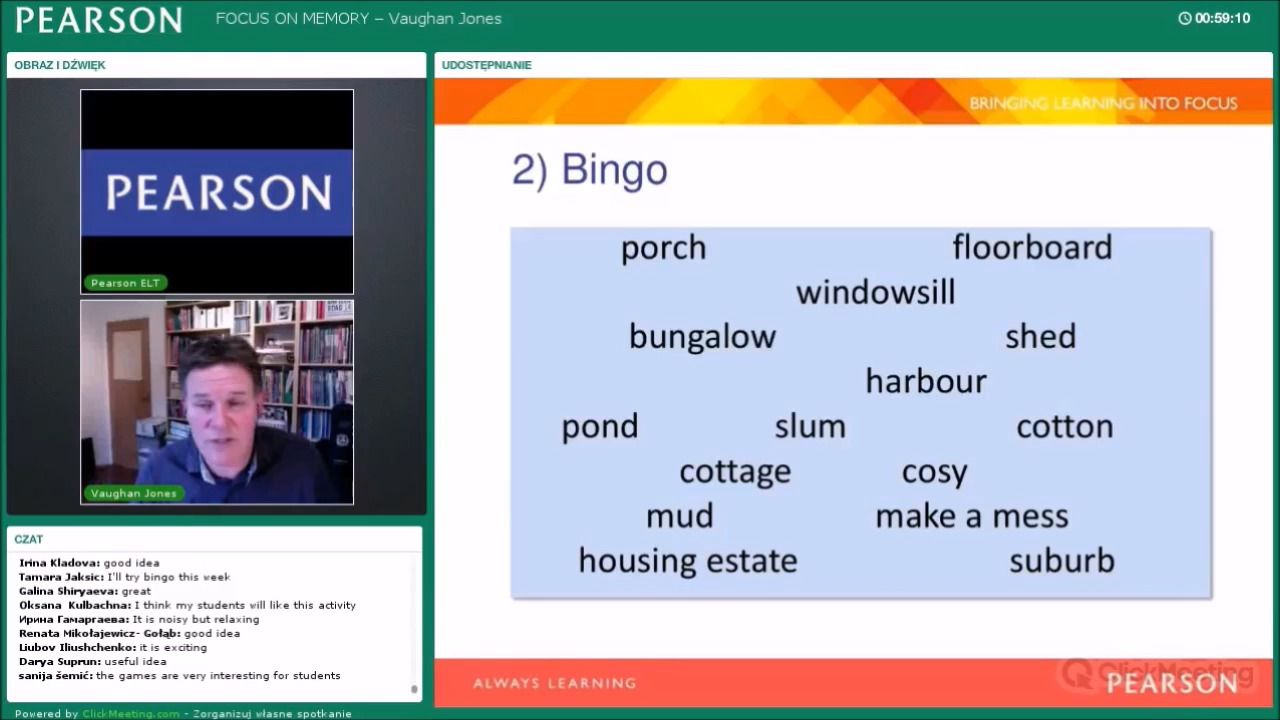 PEARSON
FOCUS ON MEMORY – Vaughan Jones
00:59:10
OBRAZ I DŹWIĘK
PEARSON
Pearson ELT
Vaughan Jones
CZAT
Irina Kladova: good idea
Tamara Jaksic: I'll try bingo this week
Galina Shiryaeva: great
Oksana Kulbachna: I think my students will like this activity
Ирина Гамаргаева: It is noisy but relaxing
Renata Mikołajewicz- Gołąb: good idea
Liubov Iliushchenko: it is exciting
Darya Suprun: useful idea
sanija šemić: the games are very interesting for students
Powered by ClickMeeting.com - Zorganizuj własne spotkanie
UDOSTĘPNIANIE
BRINGING LEARNING INTO FOCUS
2) Bingo
porch floorboard
windowsill
bungalow shed
harbour
pond slum cotton
cottage cosy
mud make a mess
housing estate suburb
ALWAYS LEARNING
ClickMeeting
PEARSON